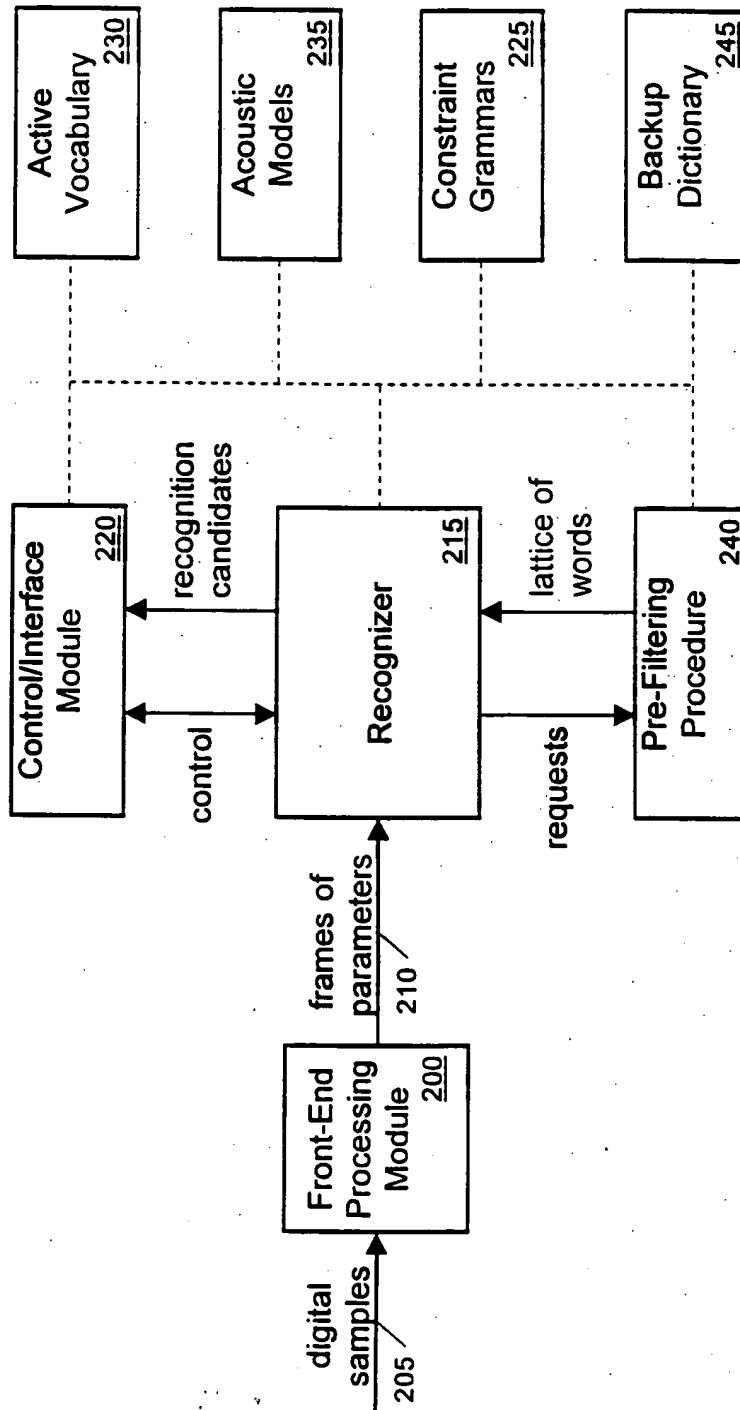 digital
samples
205
Front-End
Processing
Module
200
frames of
parameters
210
Control/Interface
Module
220
control
recognition
candidates
Recognizer
215
requests
lattice of
words
Pre-Filtering
Procedure
240
Active
Vocabulary
230
Acoustic
Models
235
Constraint
Grammars
225
Backup
Dictionary
245